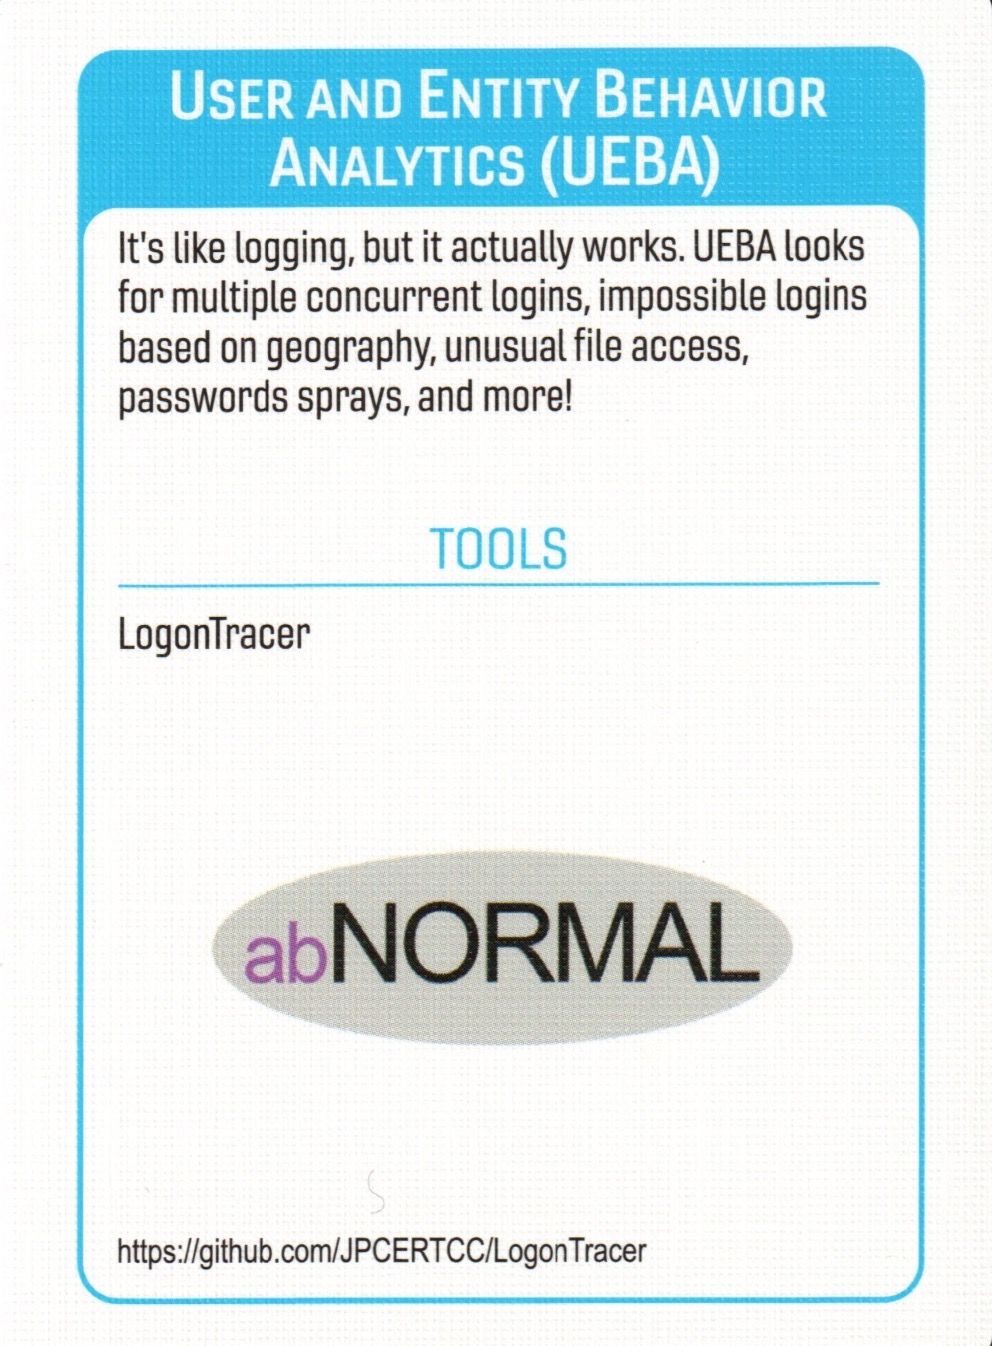 USER AND ENTITY BEHAVIOR
ANALYTICS (UEBA)
It's like logging, but it actually works. UEBA looks
for multiple concurrent logins, impossible logins
based on geography, unusual file access,
passwords sprays, and more!
TOOLS
LogonTracer
abNORMAL
https://github.com/JPCERTCC/LogonTracer